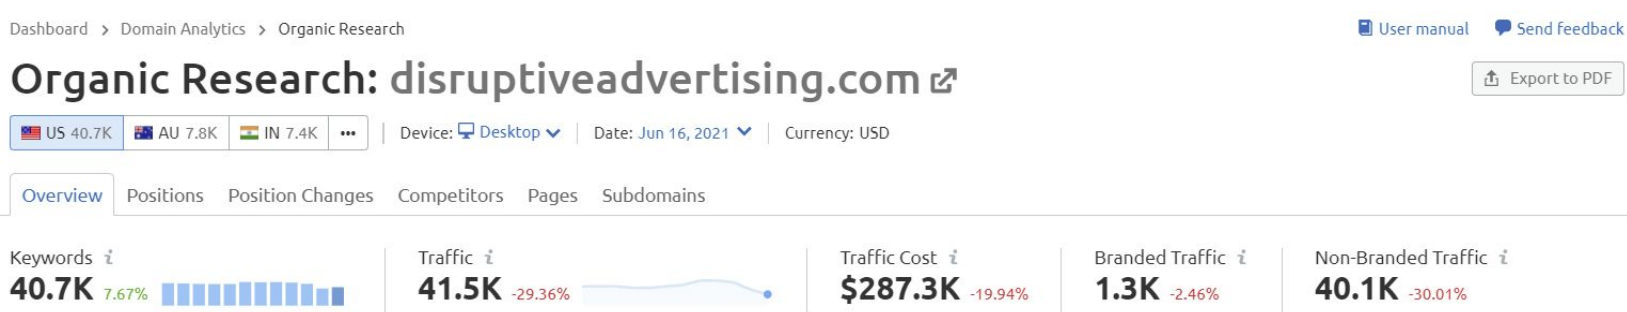 Dashboard > Domain Analytics > Organic Research
User manual Send feedback
Organic Research: disruptiveadvertising.com
Export to PDF
US 40.7K AU 7.8K IN 7.4K ••• Device: Desktop Date: Jun 16, 2021 Currency: USD
Overview Positions Position Changes Competitors Pages Subdomains
Keywords i Traffic i Traffic Cost i Branded Traffic i Non-Branded Traffic i
40.7K 7.67% 41.5K -29.36% $287.3K -19.94% 1.3K -2.46% 40.1K -30.01%